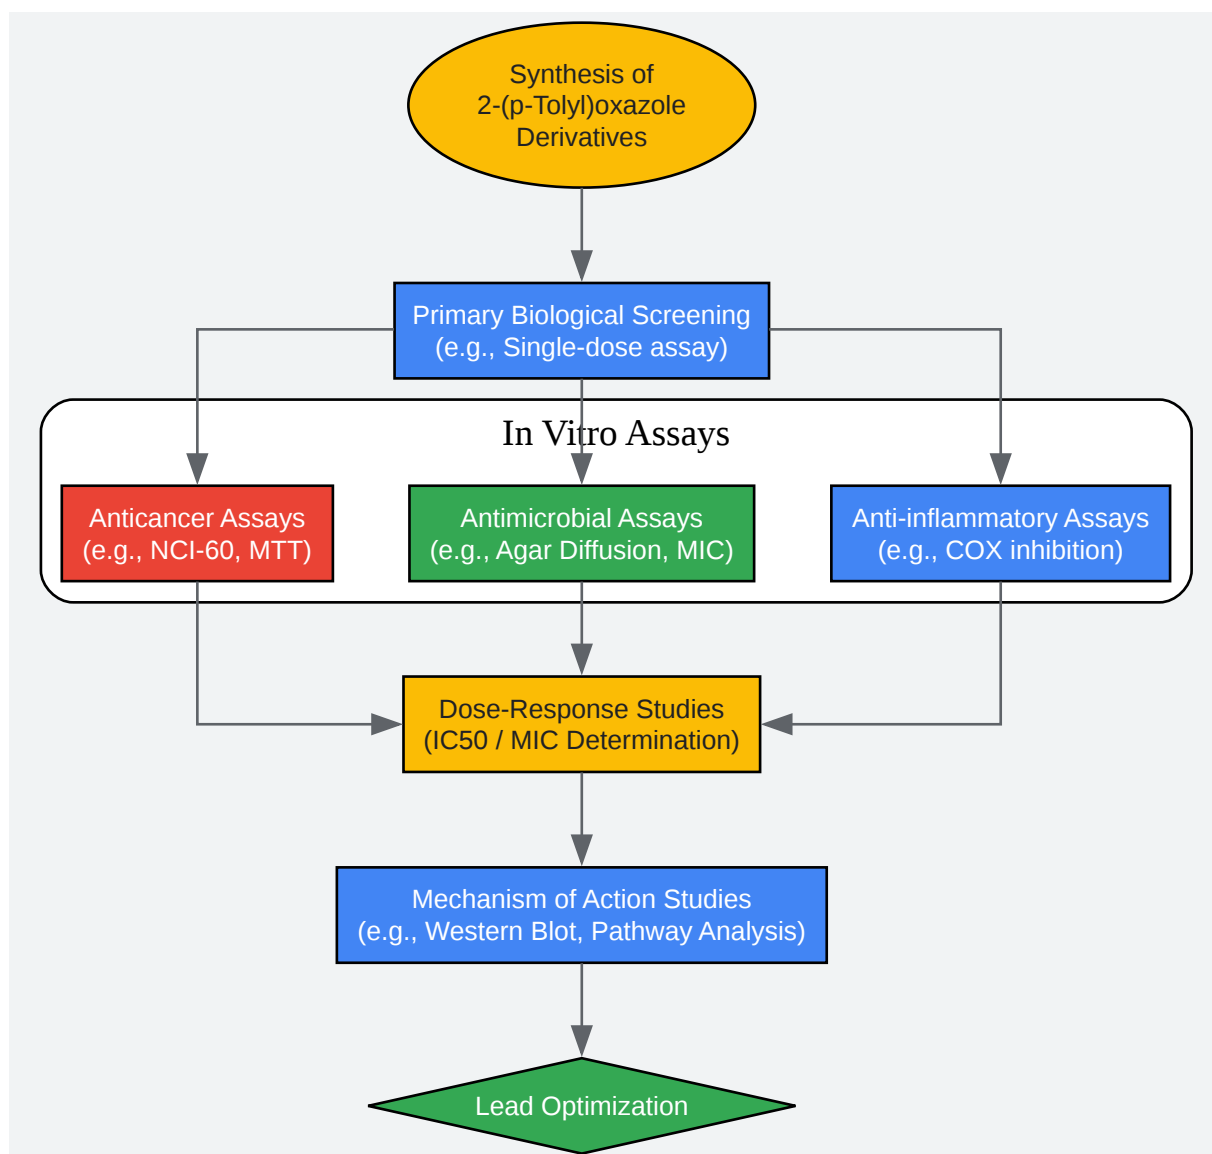 Synthesis of
2-(p-Tolyl)oxazole
Derivatives
Primary Biological Screening
(e.g., Single-dose assay)
In Vitro Assays
Anticancer Assays
(e.g., NCI-60, MTT)
Antimicrobial Assays
(e.g., Agar Diffusion, MIC)
Anti-inflammatory Assays
(e.g., COX inhibition)
Dose-Response Studies
(IC50 / MIC Determination)
Mechanism of Action Studies
(e.g., Western Blot, Pathway Analysis)
Lead Optimization